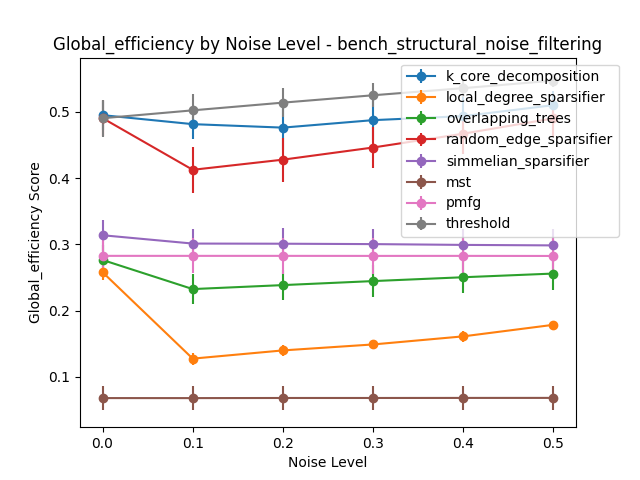 Global_efficiency by Noise Level - bench_structural_noise_filtering
Global_efficiency Score
0.5
0.4
0.3
0.2
0.1
0.0
0.1
0.2
0.3
0.4
0.5
Noise Level
k_core_decomposition
local_degree_sparsifier
overlapping_trees
random_edge_sparsifier
simmelian_sparsifier
mst
pmfg
threshold